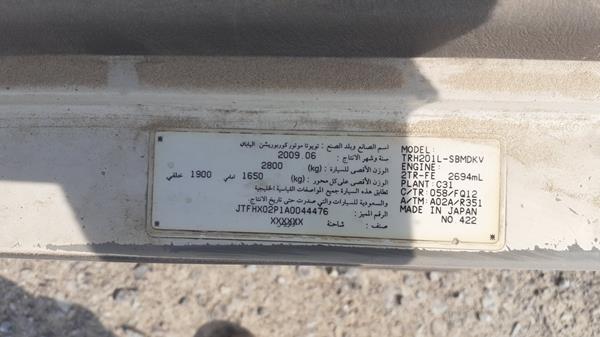 اسم الصانع وبلد الصنع : تويوتا موتور كوربوريشن اليابان
سنة وشهر الانتاج : 2009.06
الوزن الأقصى للسيارة (kg) 2800
الوزن الأقصى على كل محور (kg) : 1650 امامي 1900 خلفي
تطابق هذه السيارة جميع المواصفات القياسية الخليجية
والسعودية للسيارات والتي صدرت حتى تاريخ الانتاج.
الرقم المميز : JTFHX02P1A0044476
صنف : شاحنة XXXXXX
MODEL:
TRH201L-SBMDKV
ENGINE:
2TR-FE 2694mL
PLANT: C31
C/TR: 058/FQ12
A/TM: A02A/R351
MADE IN JAPAN
NO 422